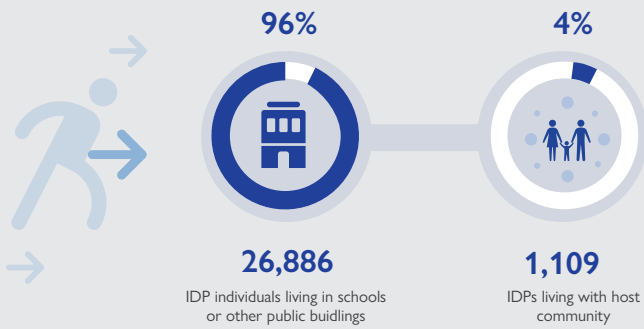 96%
26,886
IDP individuals living in schools
or other public buidlings
4%
1,109
IDPs living with host
community